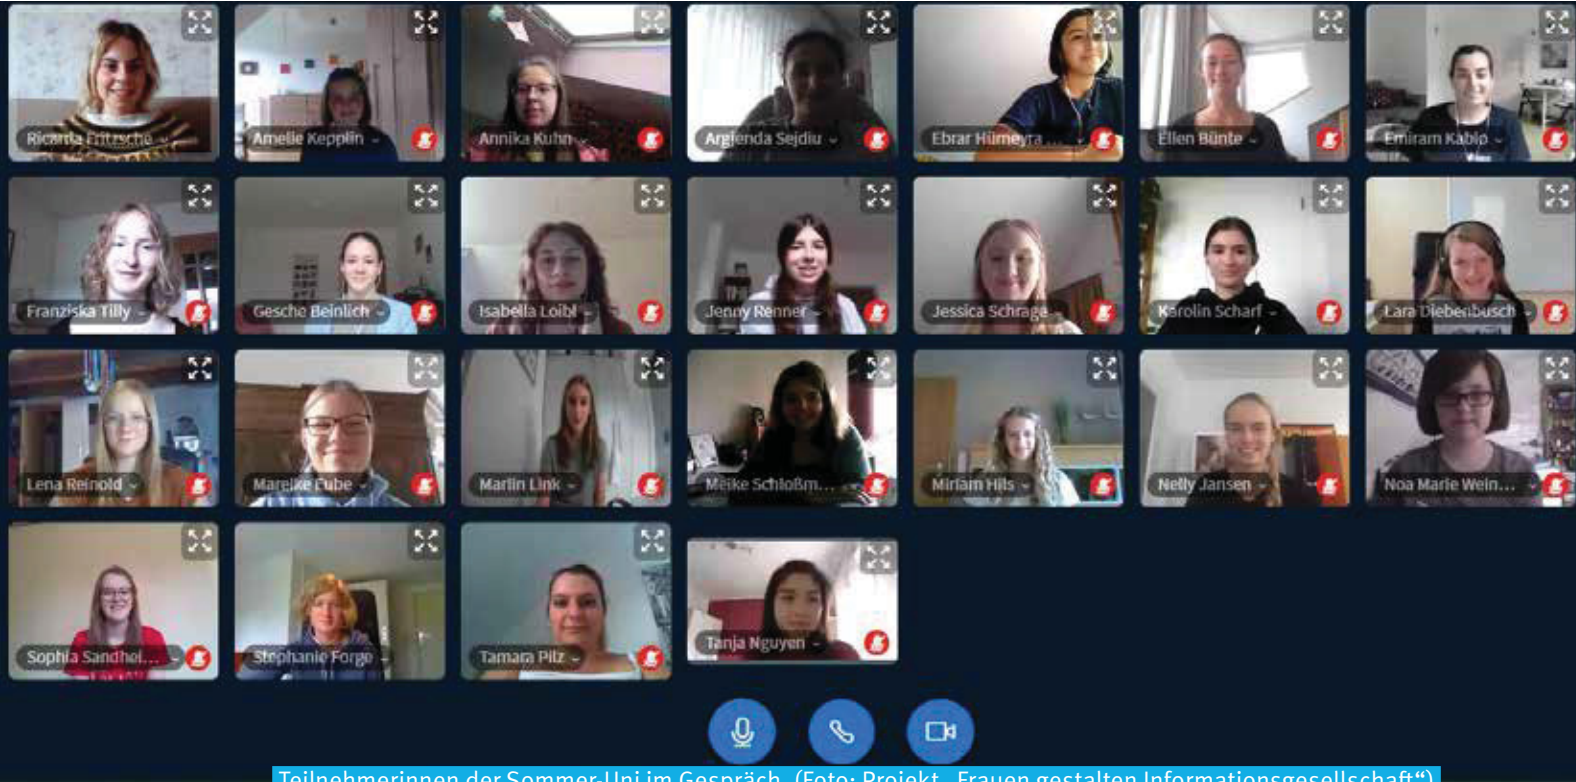 Ricarda Fritzsche
Amelie Kepplin
Annika Kuhn
Argjenda Sejdiu
Ebrar Hümeyra ...
Ellen Bünte
Emiram Kablo
Franziska Tilly
Gesche Beinlich
Isabella Loibl
Jenny Renner
Jessica Schrage
Karolin Scharf
Lara Diebenbusch
Lena Reinold
Mareike Eube
Marlin Link
Meike Schloßm...
Miriam Hils
Nelly Jansen
Noa Marie Wein...
Sophia Sandhei...
Stephanie Forge
Tamara Pilz
Tanja Nguyen
Teilnehmerinnen der Sommer-Uni im Gespräch. (Foto: Projekt „Frauen gestalten Informationsgesellschaft“)